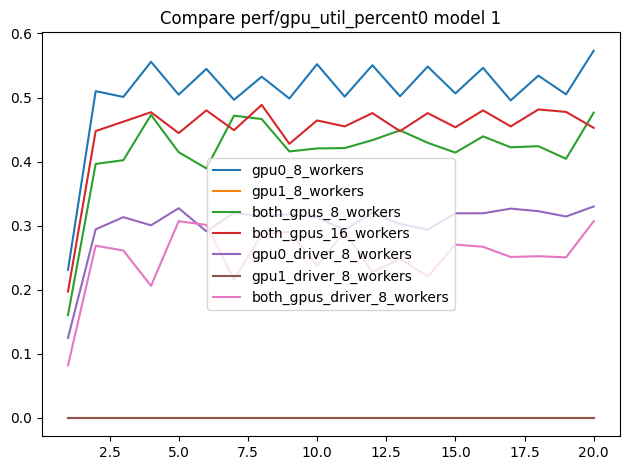 Compare perf/gpu_util_percent0 model 1
0.6
0.5
0.4
0.3
0.2
0.1
0.0
gpu0_8_workers
gpu1_8_workers
both_gpus_8_workers
both_gpus_16_workers
gpu0_driver_8_workers
gpu1_driver_8_workers
both_gpus_driver_8_workers
2.5 5.0 7.5 10.0 12.5 15.0 17.5 20.0